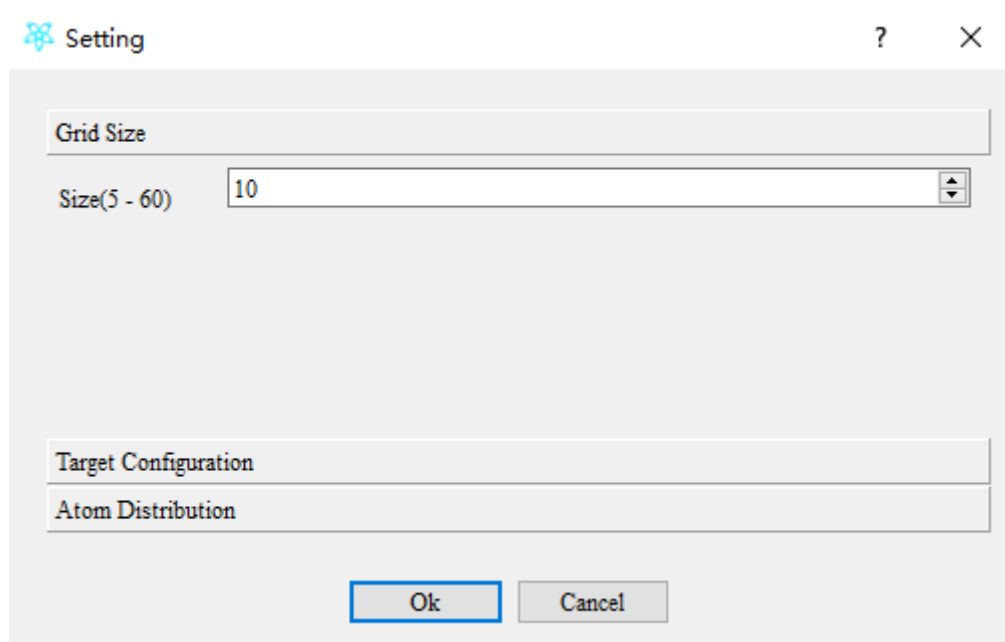 Setting
?
Grid Size
Size(5 - 60)
10
Target Configuration
Atom Distribution
Ok
Cancel